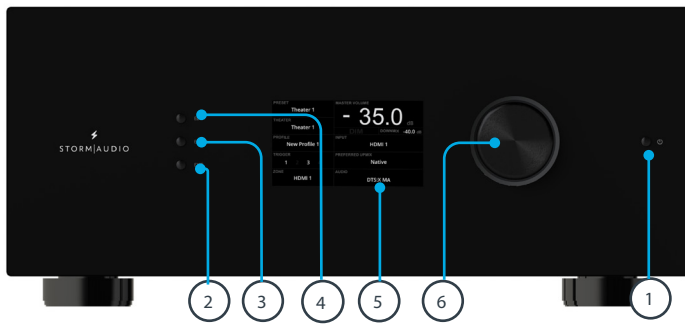 PRESET
Theater 1
THEATER
Theater 1
PROFILE
New Profile 1
TRIGGER
1 : 3
ZONE
HDMI 1
MASTER VOLUME
- 35.0 dB
DIM
-40.0 dB
INPUT
HDMI 1
PREFERRED UPMIX
Native
AUDIO
DTS:X MA
STORM|AUDIO
2
3
4
5
6
1